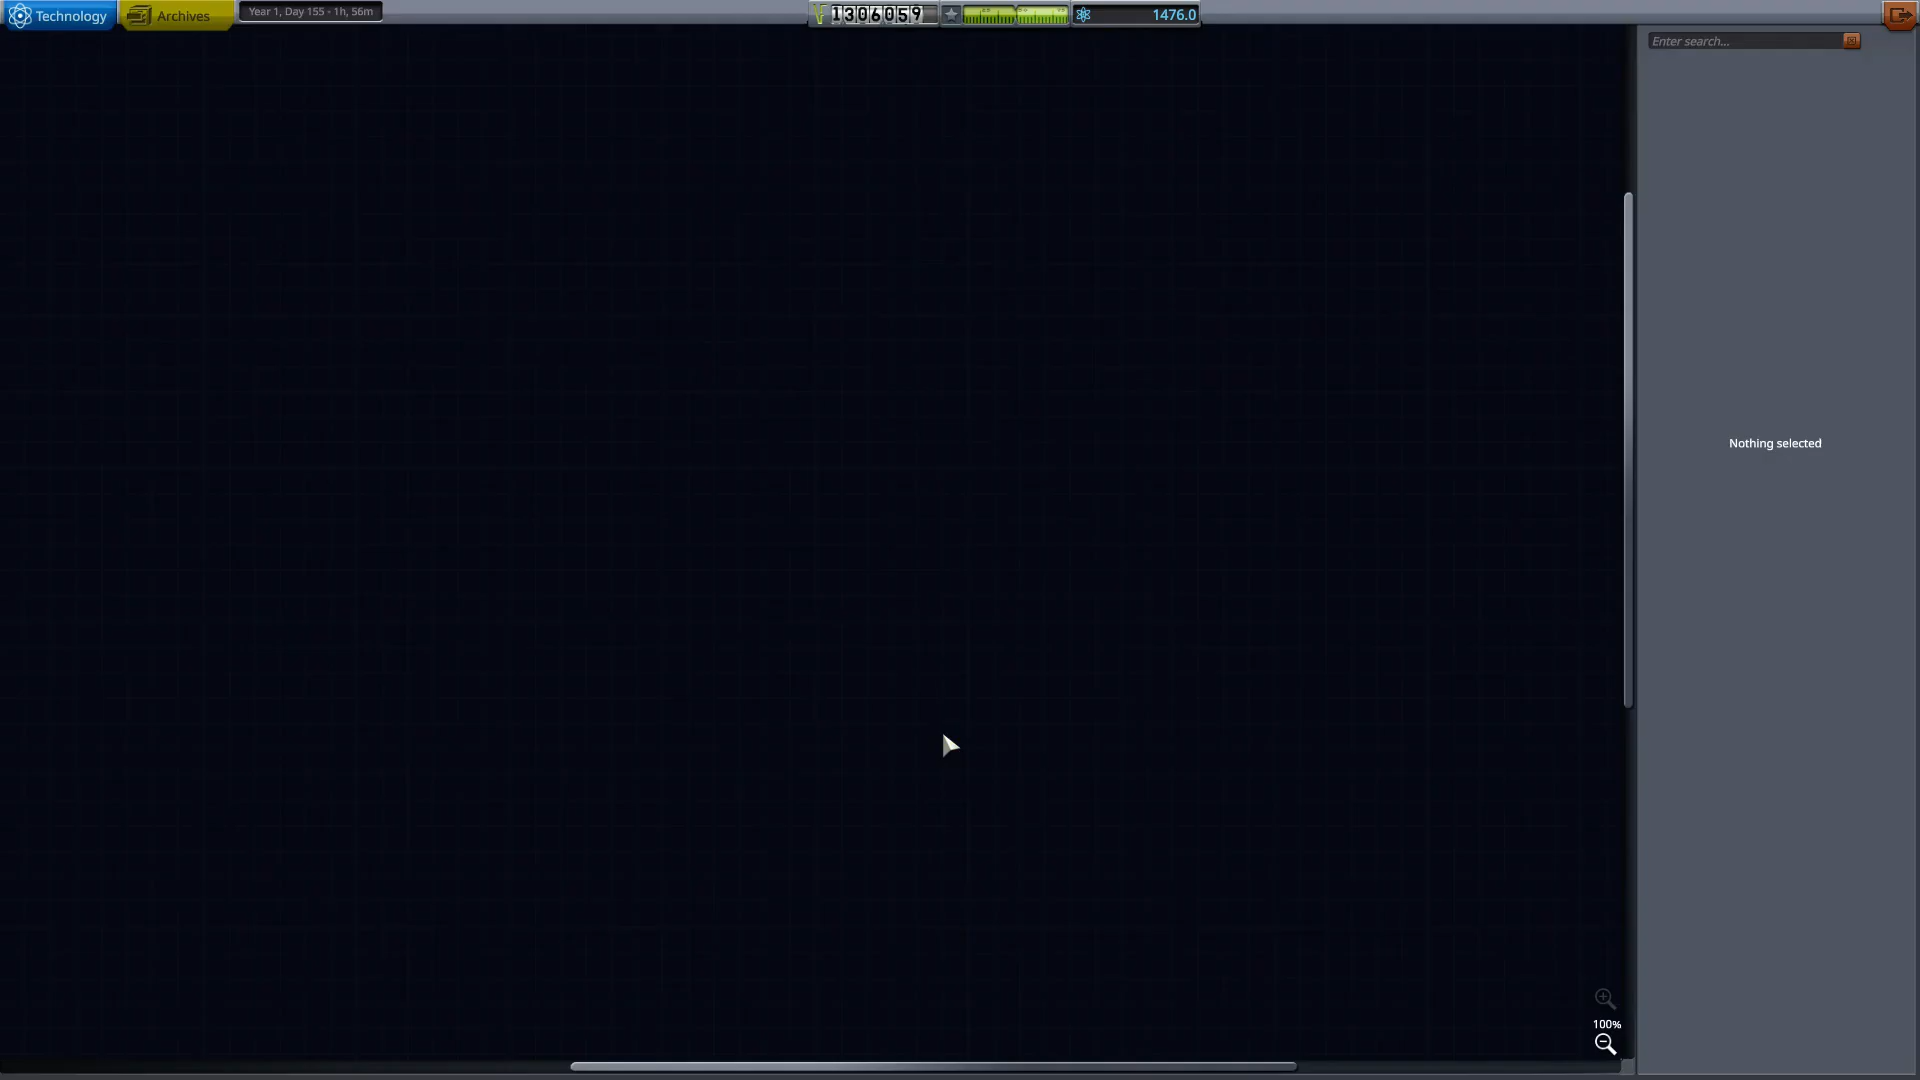 Technology
Archives
Year 1, Day 155 - 1h, 56m
1306059
1476.0
Enter search...
Nothing selected
100%